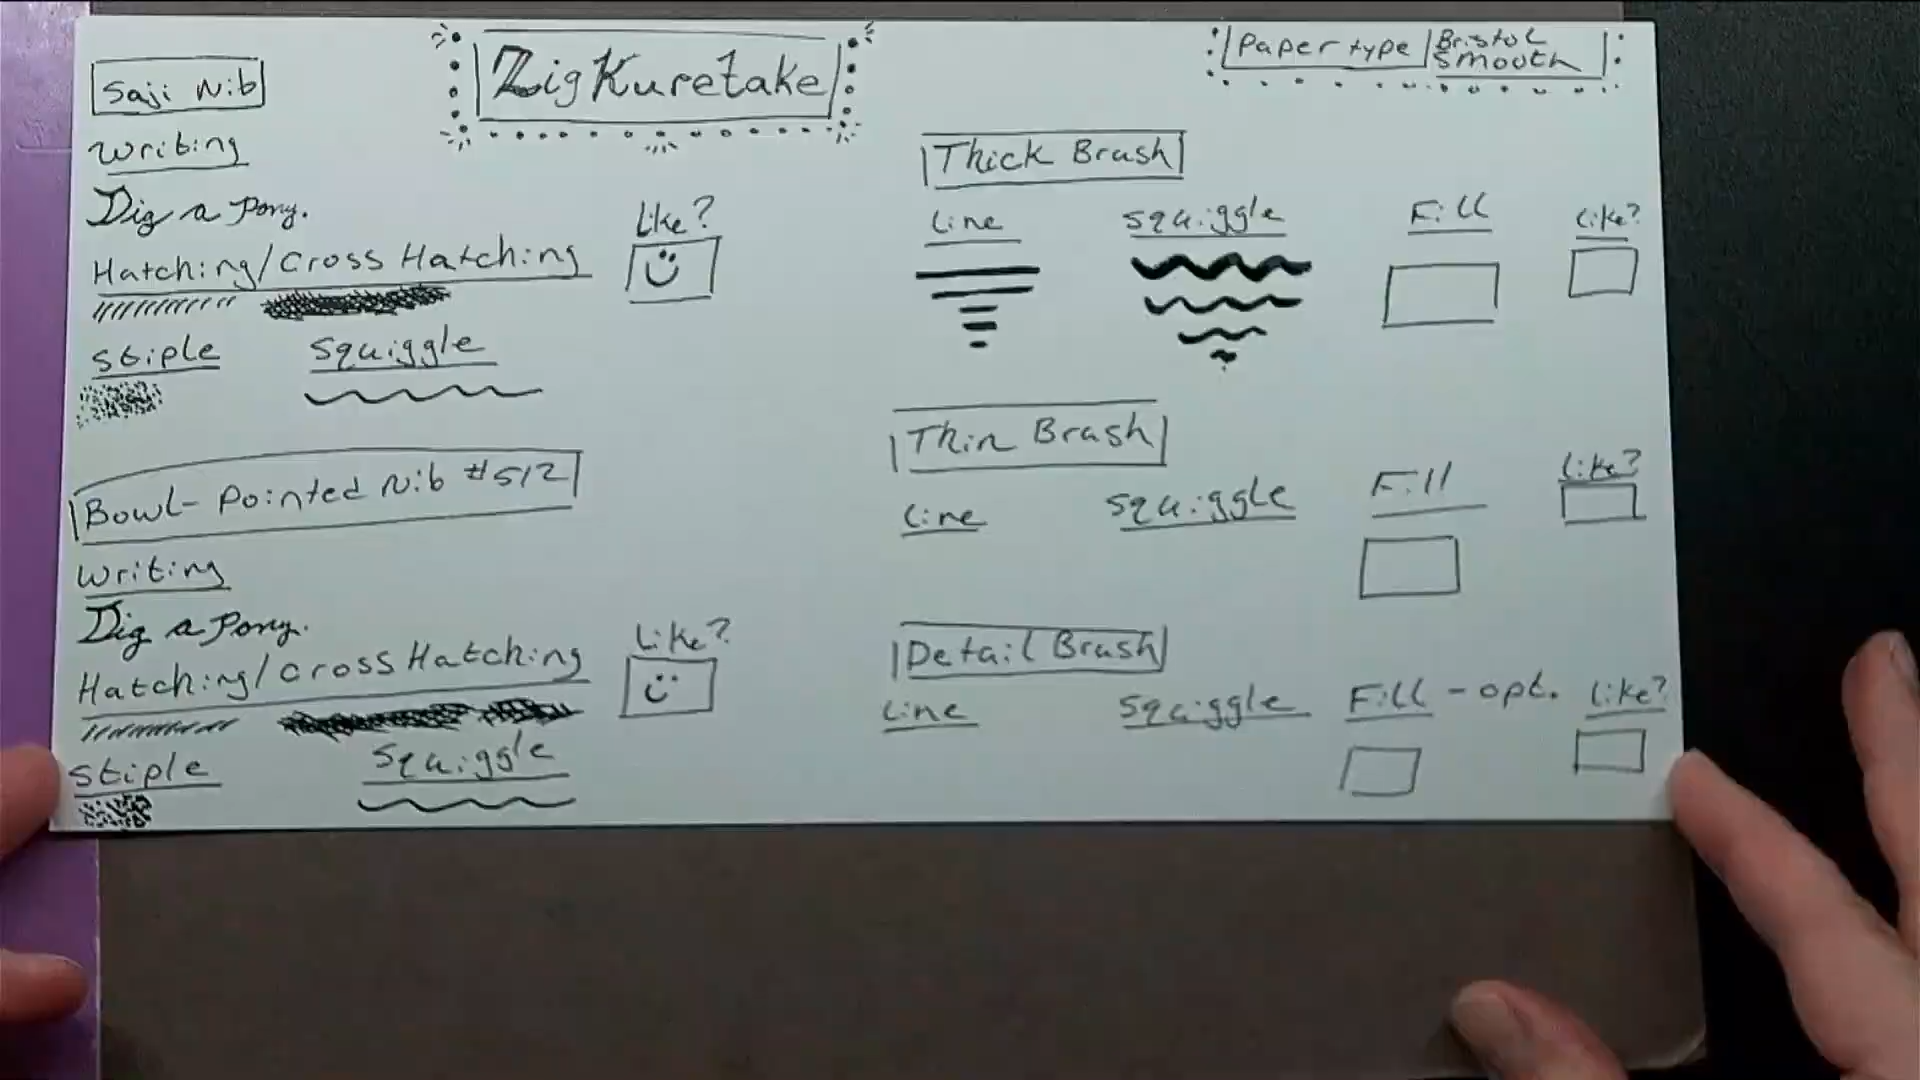 Zig Kuretake
Paper type Bristol
Smooth
Saji Nib
Writing
Dig a Pony.
Like?
Hatching/Cross Hatching
Stiple Squiggle
Bowl-Pointed Nib #512
Writing
Dig a Pony.
Like?
Hatching/Cross Hatching
Stiple Squiggle
Thick Brush
Line Squiggle Fill Like?
Thin Brush
Line Squiggle Fill Like?
Detail Brush
Line Squiggle Fill - opt. Like?